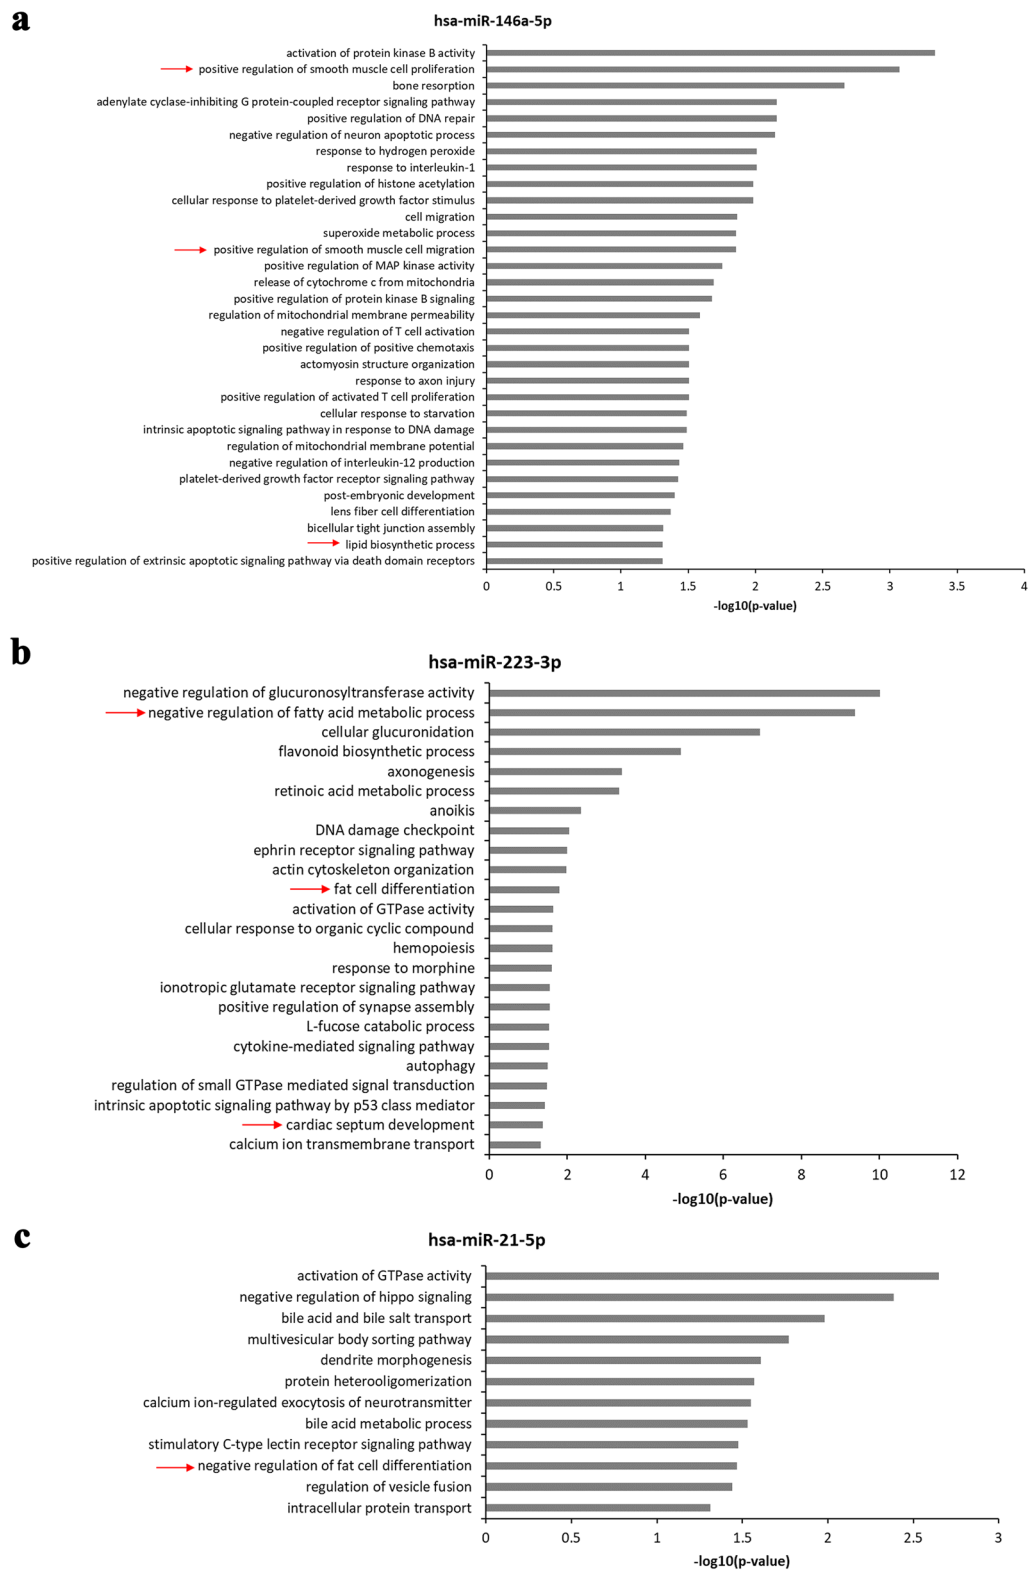 a
hsa-miR-146a-5p
activation of protein kinase B activity
positive regulation of smooth muscle cell proliferation
bone resorption
adenylate cyclase-inhibiting G protein-coupled receptor signaling pathway
positive regulation of DNA repair
negative regulation of neuron apoptotic process
response to hydrogen peroxide
response to interleukin-1
positive regulation of histone acetylation
cellular response to platelet-derived growth factor stimulus
cell migration
superoxide metabolic process
positive regulation of smooth muscle cell migration
positive regulation of MAP kinase activity
release of cytochrome c from mitochondria
positive regulation of protein kinase B signaling
regulation of mitochondrial membrane permeability
negative regulation of T cell activation
positive regulation of positive chemotaxis
actomyosin structure organization
response to axon injury
positive regulation of activated T cell proliferation
cellular response to starvation
intrinsic apoptotic signaling pathway in response to DNA damage
regulation of mitochondrial membrane potential
negative regulation of interleukin-12 production
platelet-derived growth factor receptor signaling pathway
post-embryonic development
lens fiber cell differentiation
bicellular tight junction assembly
lipid biosynthetic process
positive regulation of extrinsic apoptotic signaling pathway via death domain receptors
0 0.5 1 1.5 2 2.5 3 3.5 4
-log10(p-value)
b
hsa-miR-223-3p
negative regulation of glucuronosyltransferase activity
negative regulation of fatty acid metabolic process
cellular glucuronidation
flavonoid biosynthetic process
axonogenesis
retinoic acid metabolic process
anoikis
DNA damage checkpoint
ephrin receptor signaling pathway
actin cytoskeleton organization
fat cell differentiation
activation of GTPase activity
cellular response to organic cyclic compound
hemopoiesis
response to morphine
ionotropic glutamate receptor signaling pathway
positive regulation of synapse assembly
L-fucose catabolic process
cytokine-mediated signaling pathway
autophagy
regulation of small GTPase mediated signal transduction
intrinsic apoptotic signaling pathway by p53 class mediator
cardiac septum development
calcium ion transmembrane transport
0 2 4 6 8 10 12
-log10(p-value)
c
hsa-miR-21-5p
activation of GTPase activity
negative regulation of hippo signaling
bile acid and bile salt transport
multivesicular body sorting pathway
dendrite morphogenesis
protein heterooligomerization
calcium ion-regulated exocytosis of neurotransmitter
bile acid metabolic process
stimulatory C-type lectin receptor signaling pathway
negative regulation of fat cell differentiation
regulation of vesicle fusion
intracellular protein transport
0 0.5 1 1.5 2 2.5 3
-log10(p-value)